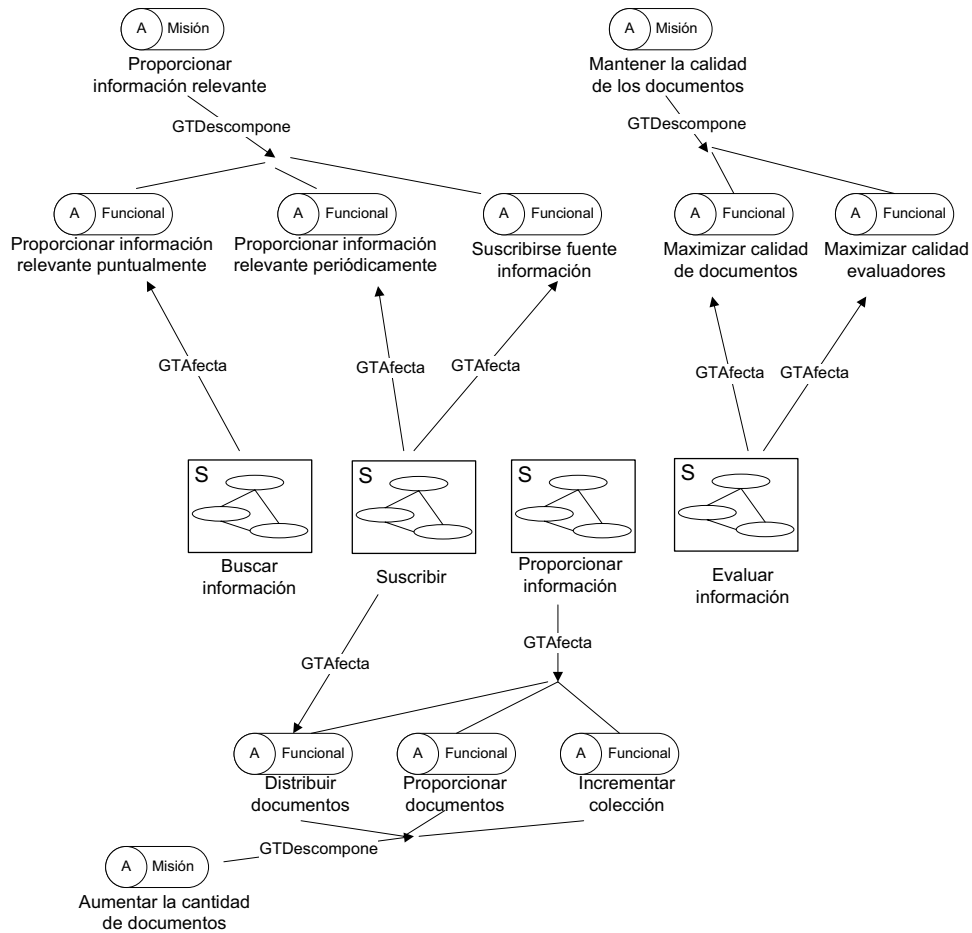 A Misión
Proporcionar
información relevante
A Misión
Mantener la calidad
de los documentos
GTDescompone
GTDescompone
A Funcional
Proporcionar información
relevante puntualmente
A Funcional
Proporcionar información
relevante periódicamente
A Funcional
Suscribirse fuente
información
A Funcional
Maximizar calidad
de documentos
A Funcional
Maximizar calidad
evaluadores
GTAfecta
GTAfecta
GTAfecta
GTAfecta
GTAfecta
S
Buscar
información
S
Suscribir
S
Proporcionar
información
S
Evaluar
información
GTAfecta
GTAfecta
A Funcional
Distribuir
documentos
A Funcional
Proporcionar
documentos
A Funcional
Incrementar
colección
GTDescompone
A Misión
Aumentar la cantidad
de documentos